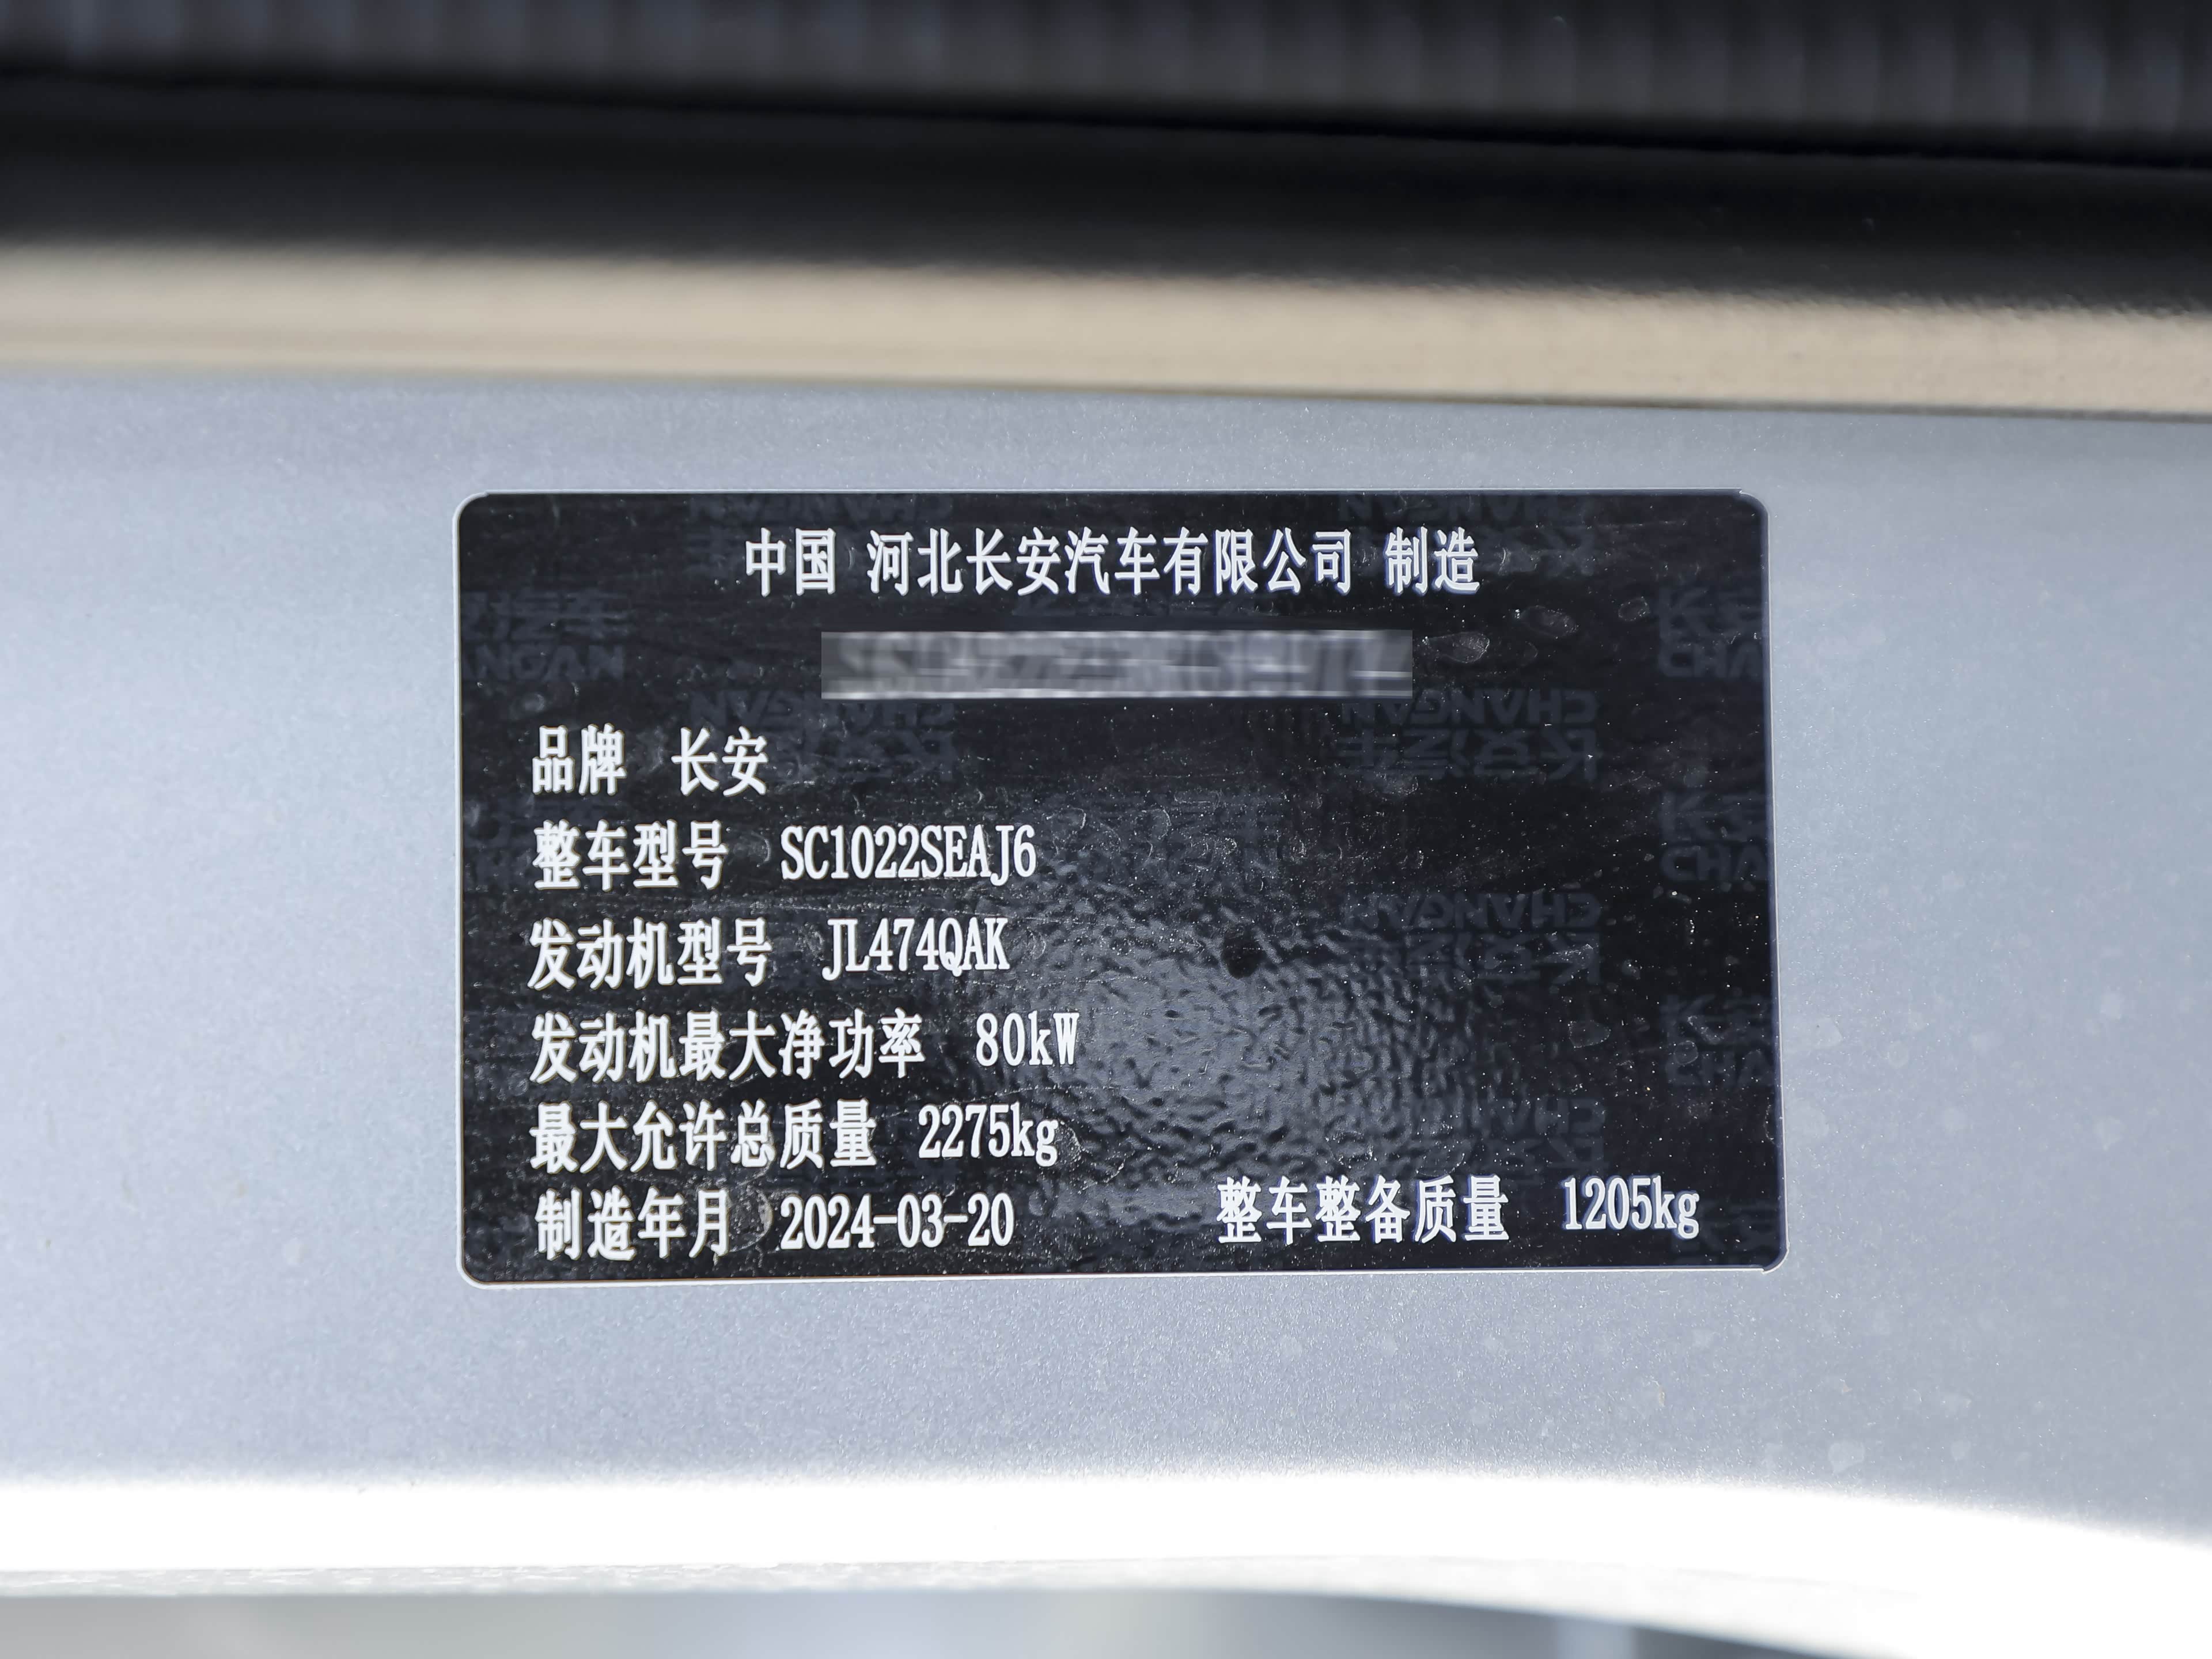 中国 河北长安汽车有限公司 制造
品牌 长安
整车型号 SC1022SEAJ6
发动机型号 JL474QAK
发动机最大净功率 80kW
最大允许总质量 2275kg
制造年月 2024-03-20 整车整备质量 1205kg